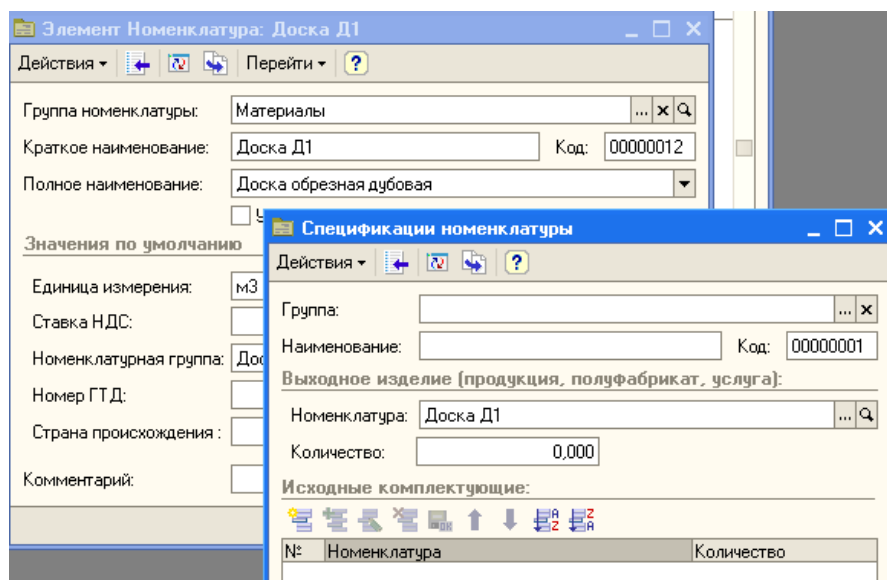 Элемент Номенклатура: Доска Д1
Действия Перейти ?
Группа номенклатуры: Материалы ... x
Краткое наименование: Доска Д1 Код: 00000012
Полное наименование: Доска обрезная дубовая
Значения по умолчанию
Единица измерения: м3
Ставка НДС:
Номенклатурная группа:
Номер ГТД:
Страна происхождения :
Комментарий:
Спецификации номенклатуры
Действия ?
Группа: ... x
Наименование: Код: 00000001
Выходное изделие (продукция, полуфабрикат, услуга):
Номенклатура: Доска Д1 ...
Количество: 0,000
Исходные комплектующие:
№ Номенклатура Количество